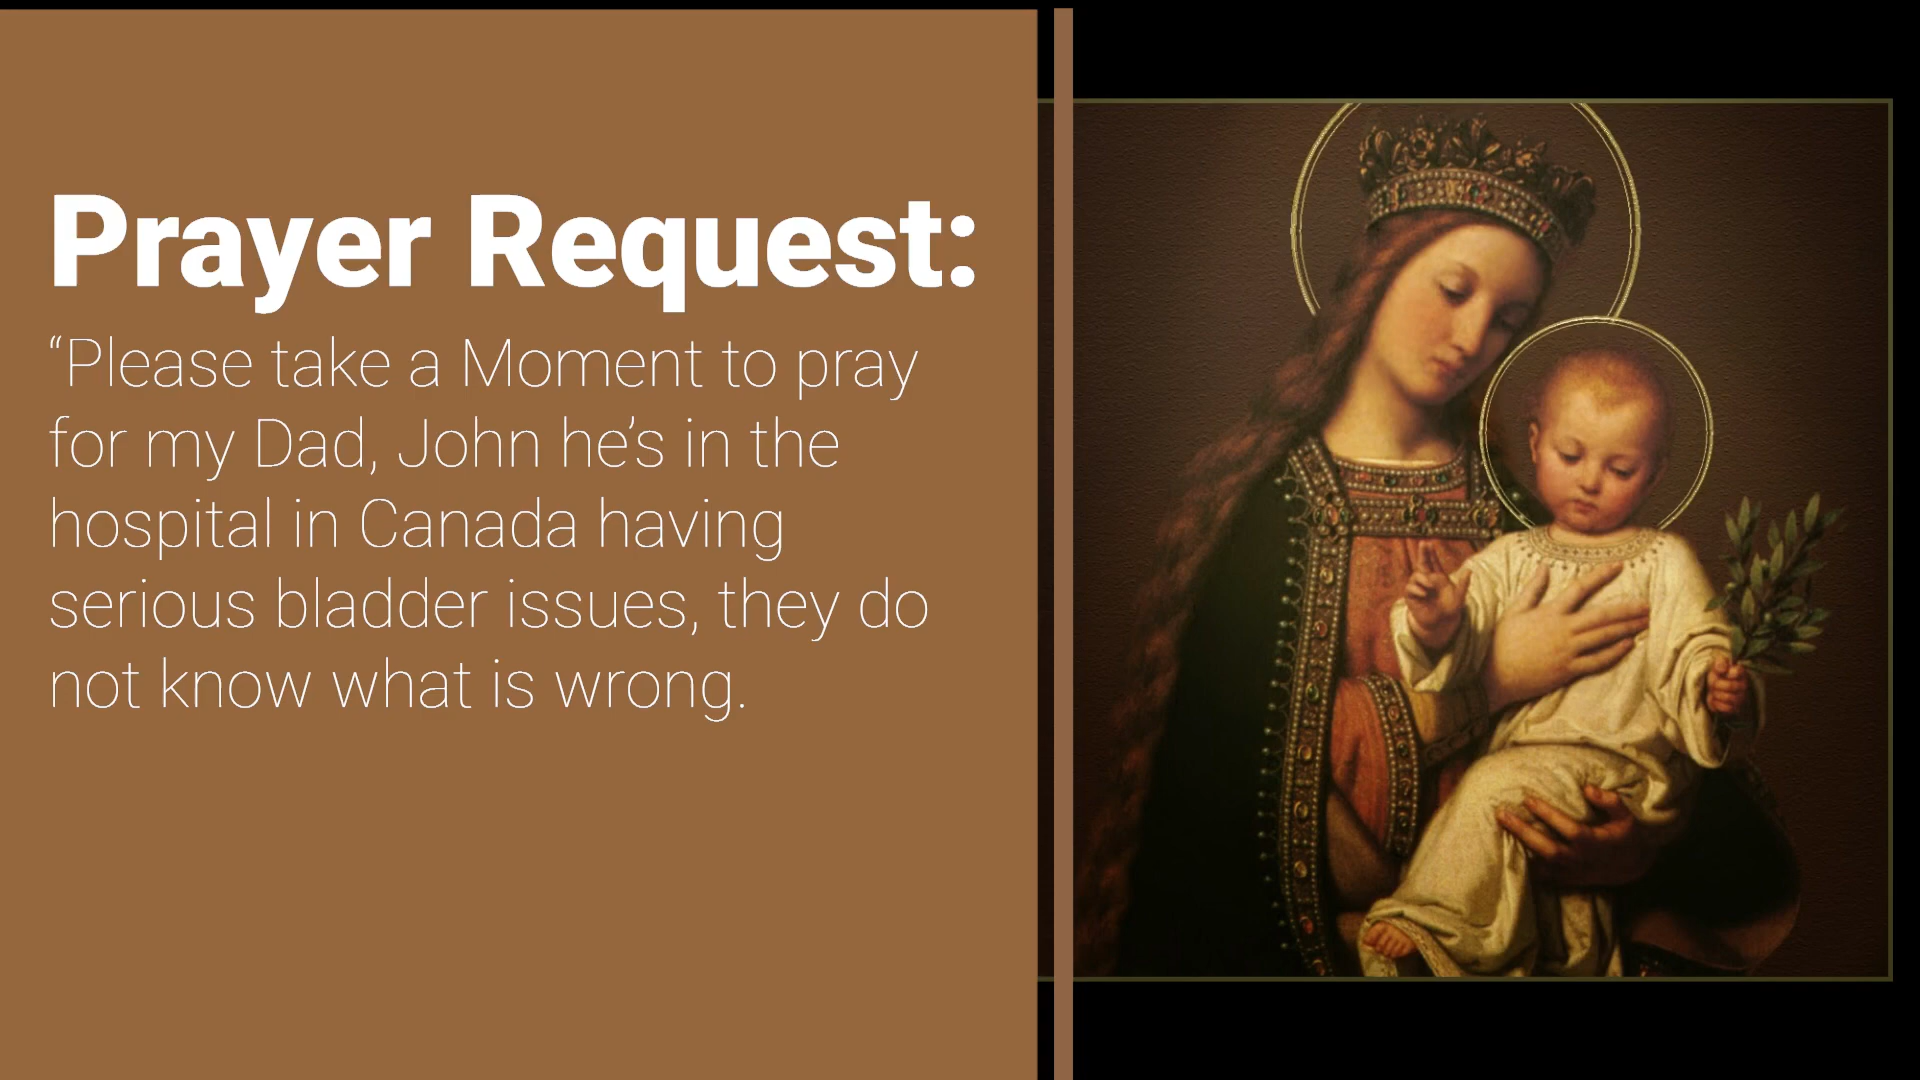 Prayer Request:
“Please take a Moment to pray
for my Dad, John he’s in the
hospital in Canada having
serious bladder issues, they do
not know what is wrong.